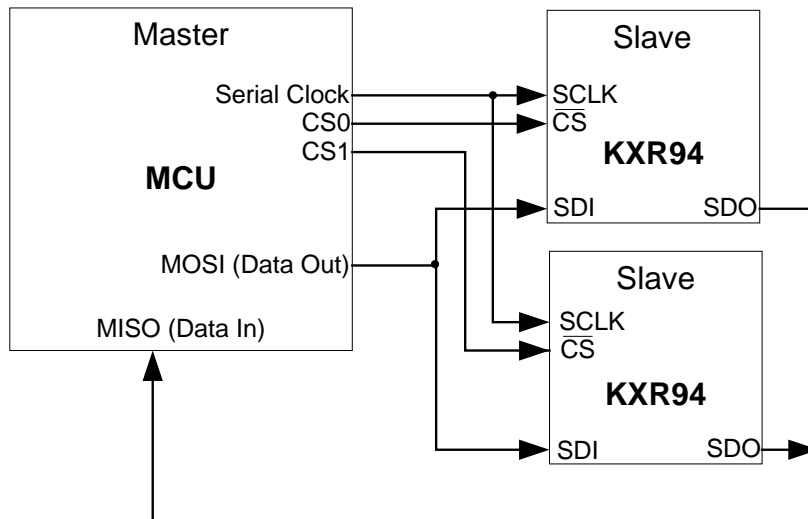 Master
Serial Clock
CS0
CS1
MCU
MOSI (Data Out)
MISO (Data In)
Slave
SCLK
CS
KXR94
SDI
SDO
Slave
SCLK
CS
KXR94
SDI
SDO